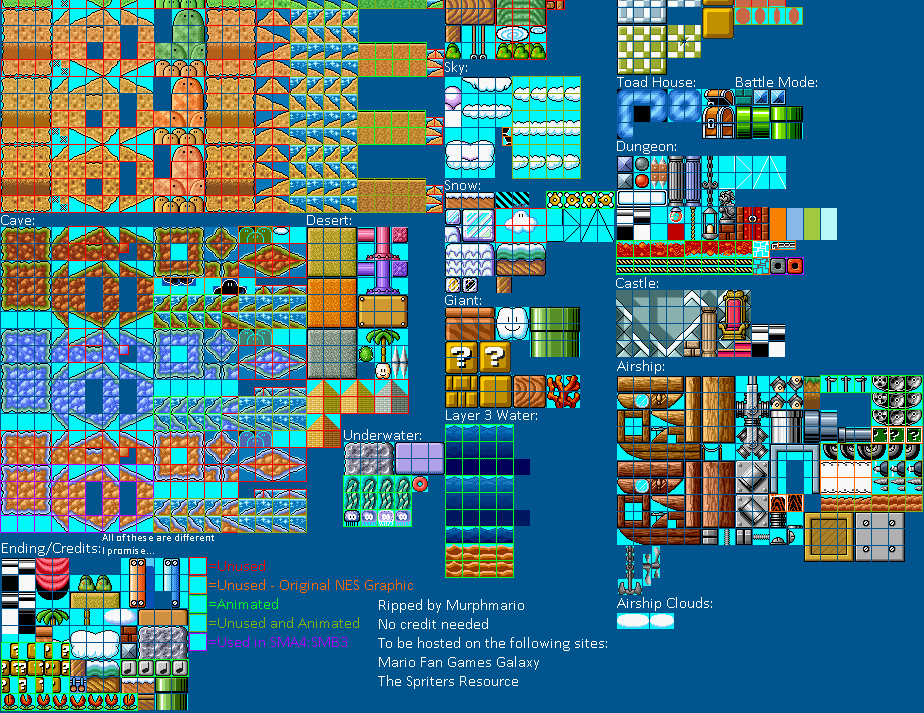 Sky:
Toad House:
Battle Mode:
Dungeon:
Snow:
Cave:
Desert:
Castle:
Giant:
Airship:
Layer 3 Water:
Underwater:
All of these are different
I promise...
Ending/Credits:
=Unused
=Unused - Original NES Graphic
=Animated
=Unused and Animated
=Used in SMA4:SMB3
Ripped by Murphmario
No credit needed
To be hosted on the following sites:
Mario Fan Games Galaxy
The Spriters Resource
Airship Clouds: